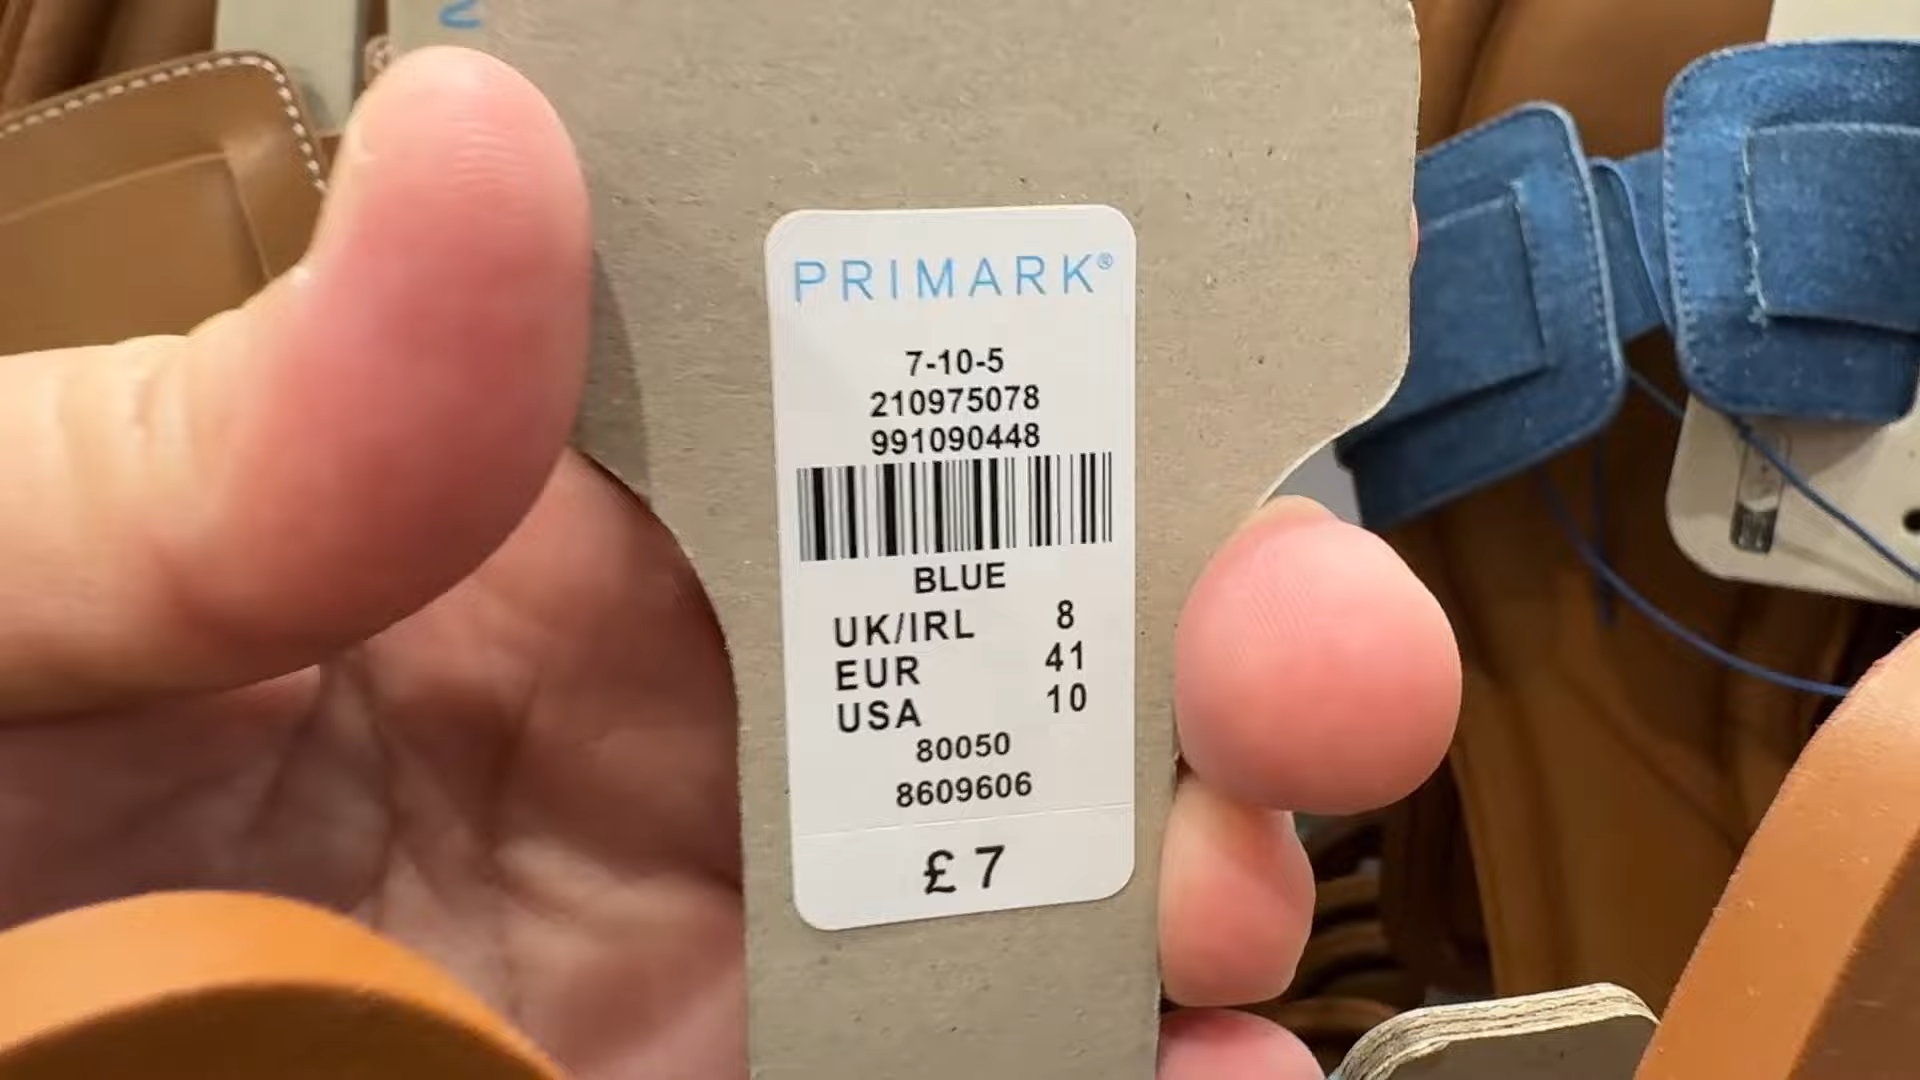 PRIMARK®
7-10-5
210975078
991090448
BLUE
UK/IRL 8
EUR 41
USA 10
80050
8609606
£ 7